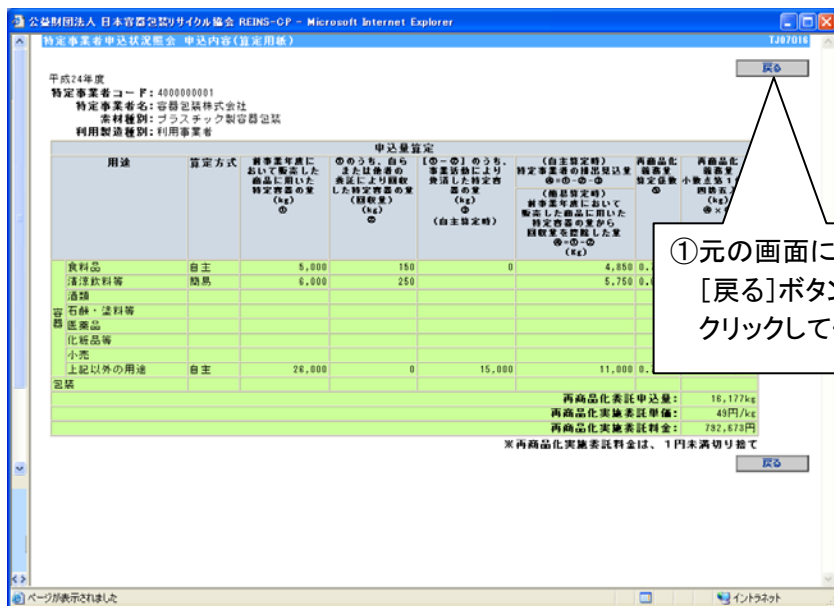 公益財団法人 日本容器包装リサイクル協会 REINS-CP - Microsoft Internet Explorer
特定事業者申込状況照会 申込内容(算定用紙) TJ07016
戻る
平成24年度
特定事業者コード: 4000000001
特定事業者名: 容器包装株式会社
素材種別: プラスチック製容器包装
利用製造種別: 利用事業者
申込量算定
用途
算定方式
前事業年度に
おいて販売した
商品に用いた
特定容器の量
(kg)
①
①のうち、自ら
または他者の
委託により回収
した特定容器の量
(回収量)
(kg)
②
[①-②]のうち、
事業活動により
費消した特定容
器の量
(kg)
③
(自主算定時)
(自主算定時)
特定事業者の排出見込量
④=①-②-③
(簡易算定時)
前事業年度において
販売した商品に用いた
特定容器の量から
回収量を控除した量
④=①-②
(Kg)
再商品化
義務量
算定係数
⑤
再商品化
義務量
小数点第1
四捨五
(kg)
容器
食料品 自主 5,000 150 0 4,850 0.
清涼飲料等 簡易 6,000 250 5,750 0.
酒類
石鹸・塗料等
医薬品
化粧品等
小売
上記以外の用途 自主 26,000 0 15,000 11,000 0.
包装
再商品化委託申込量: 16,177kg
再商品化実施委託単価: 49円/kg
再商品化実施委託料金: 792,673円
※再商品化実施委託料金は、1円未満切り捨て
戻る
①元の画面に
[戻る]ボタン
クリックして
ページが表示されました イントラネット